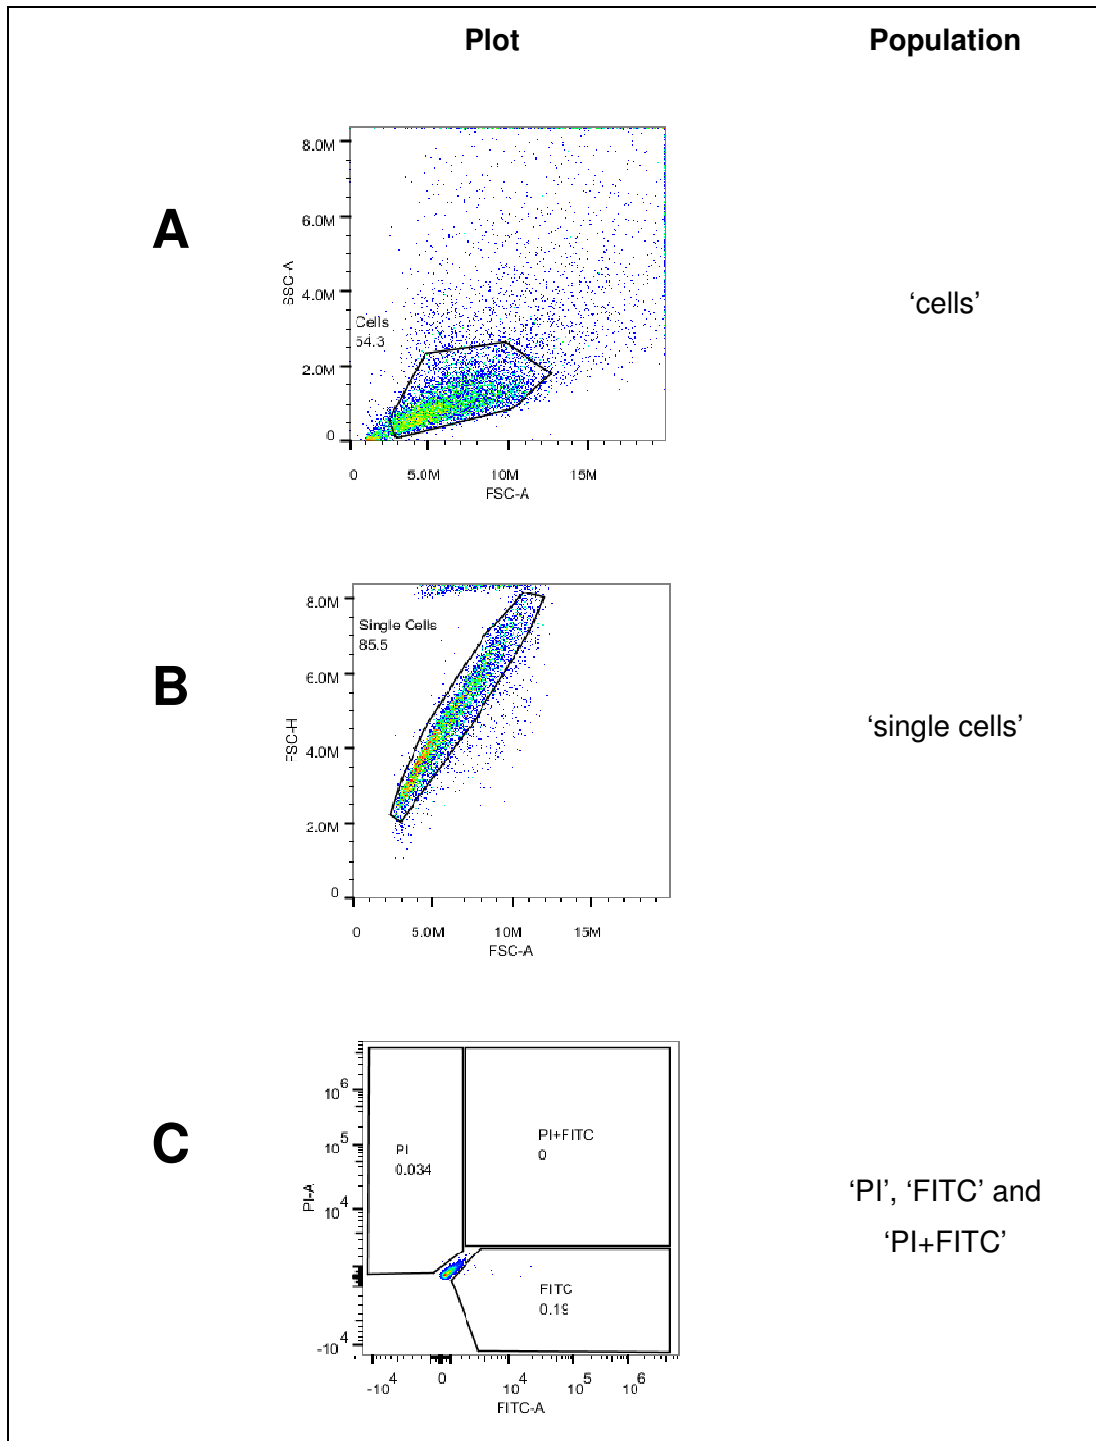 Plot Population
A
8.0M
6.0M
4.0M
2.0M
0
SSC-A
Cells
54.3
0 5.0M 10M 15M
FSC-A
‘cells’
B
8.0M
6.0M
4.0M
2.0M
0
FSC-H
Single Cells
85.5
0 5.0M 10M 15M
FSC-A
‘single cells’
C
10^6
10^5
10^4
-10^4
PI-A
PI
0.034
PI+FITC
0
FITC
0.19
-10^4 0 10^4 10^5 10^6
FITC-A
‘PI’, ‘FITC’ and
‘PI+FITC’